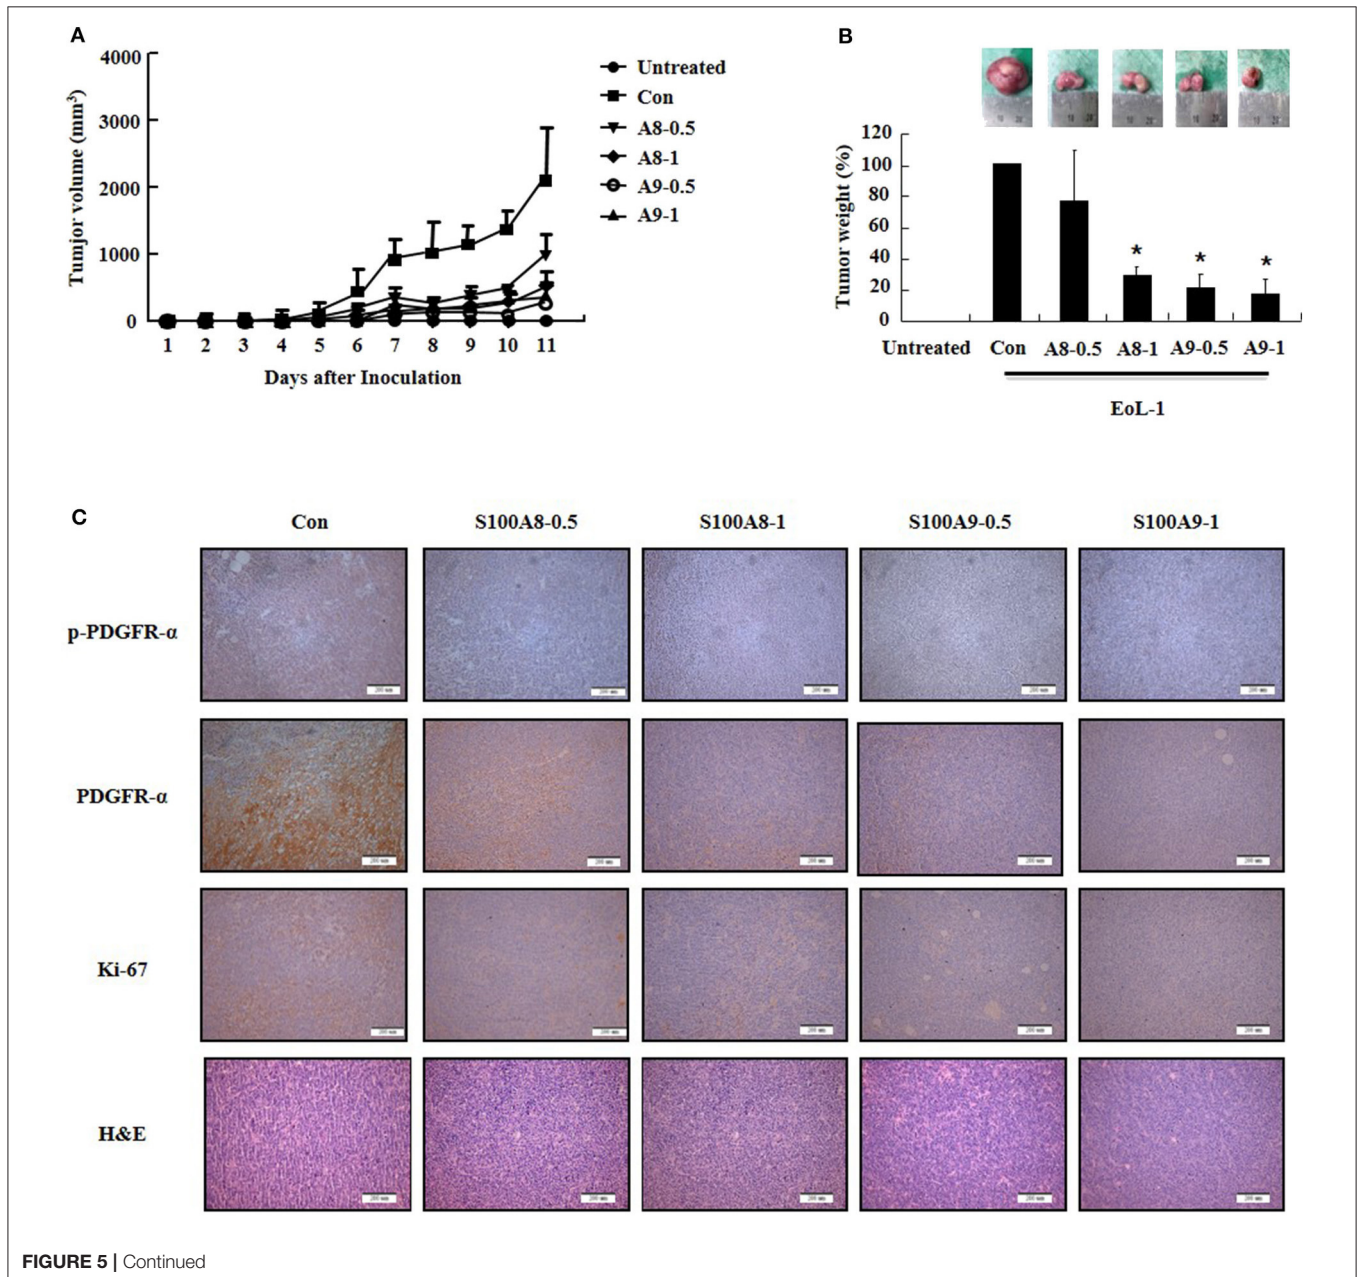 A
Tumjor volume (mm³)
4000
3000
2000
1000
0
1 2 3 4 5 6 7 8 9 10 11
Days after Inoculation
Untreated
Con
A8-0.5
A8-1
A9-0.5
A9-1
B
Tumor weight (%)
120
100
80
60
40
20
0
* * *
Untreated Con A8-0.5 A8-1 A9-0.5 A9-1
EoL-1
C
Con S100A8-0.5 S100A8-1 S100A9-0.5 S100A9-1
p-PDGFR-α
PDGFR-α
Ki-67
H&E
FIGURE 5 | Continued